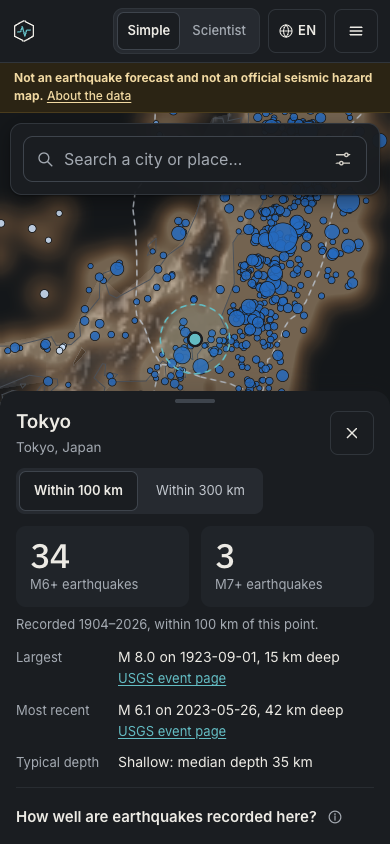 Simple
Scientist
EN
Not an earthquake forecast and not an official seismic hazard
map. About the data
Search a city or place...
Tokyo
Tokyo, Japan
Within 100 km
Within 300 km
34
M6+ earthquakes
3
M7+ earthquakes
Recorded 1904–2026, within 100 km of this point.
Largest
M 8.0 on 1923-09-01, 15 km deep
USGS event page
Most recent
M 6.1 on 2023-05-26, 42 km deep
USGS event page
Typical depth
Shallow: median depth 35 km
How well are earthquakes recorded here?